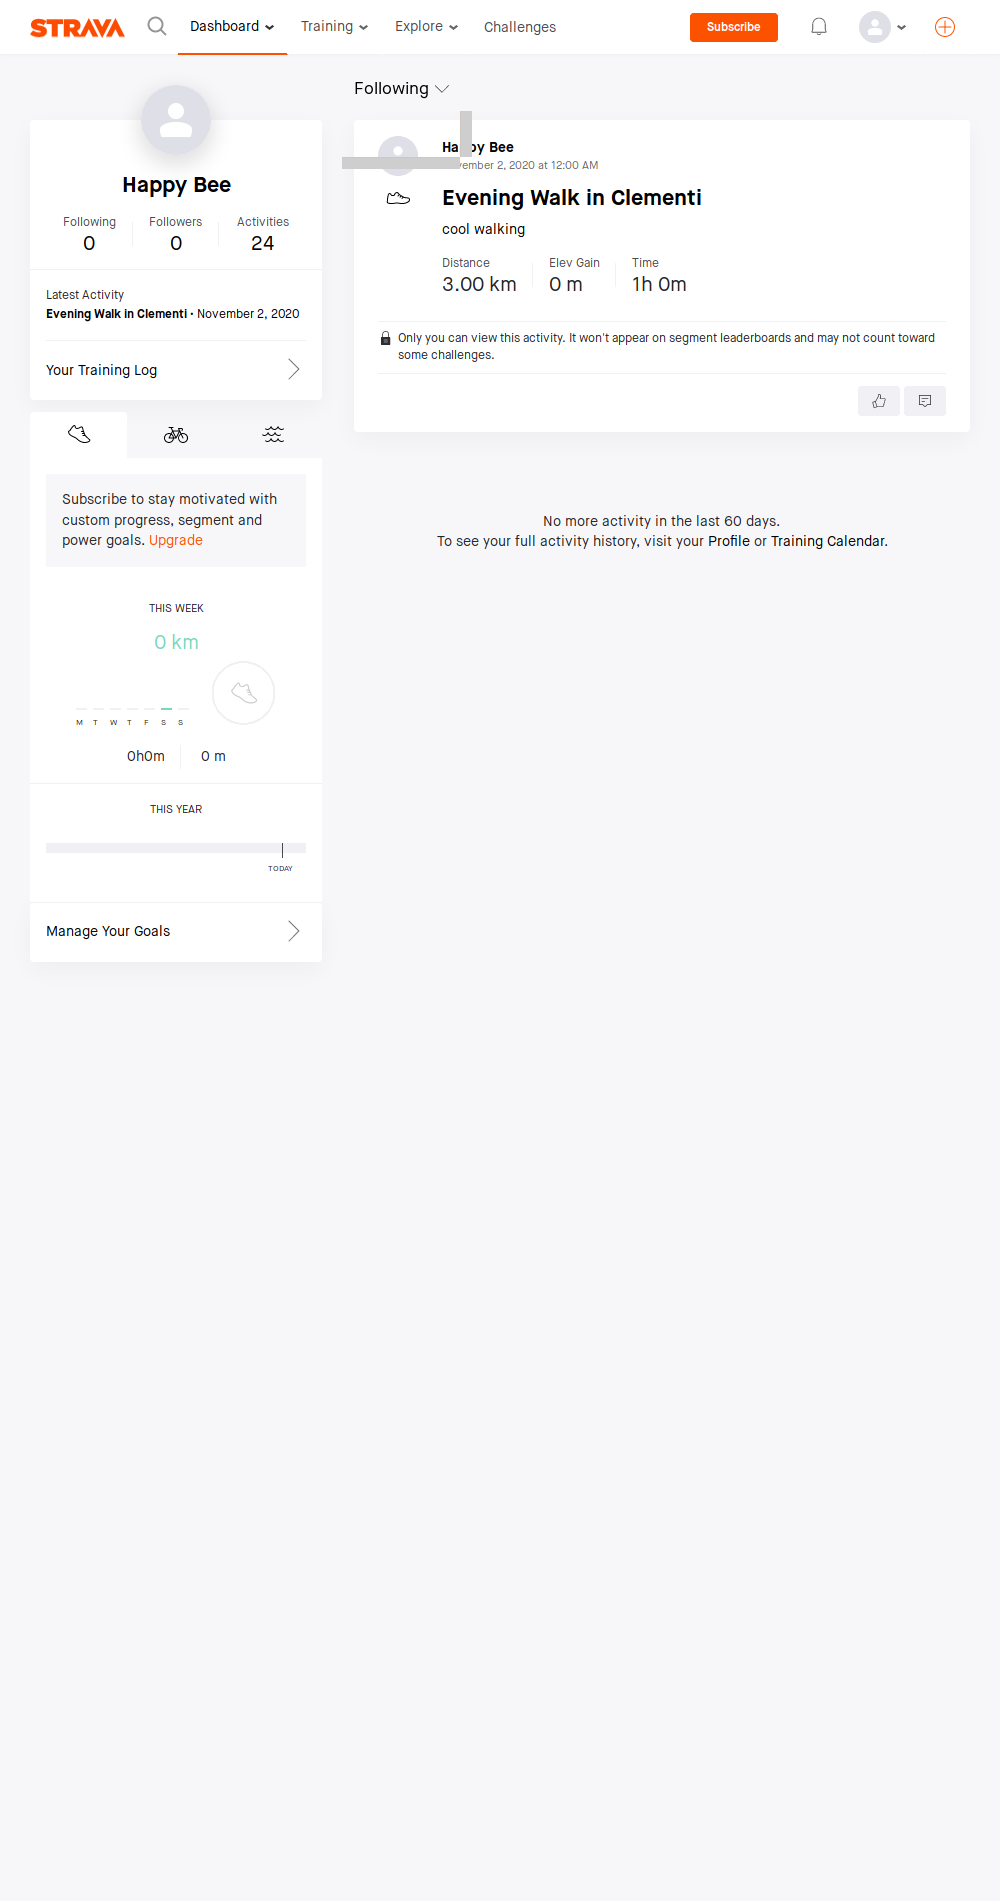 STRAVA Dashboard Training Explore Challenges Subscribe
Following
Happy Bee
Following Followers Activities
0 0 24
Latest Activity
Evening Walk in Clementi · November 2, 2020
Your Training Log
Subscribe to stay motivated with
custom progress, segment and
power goals. Upgrade
THIS WEEK
0 km
M T W T F S S
0h0m 0 m
THIS YEAR
TODAY
Manage Your Goals
Happy Bee
2, 2020 at 12:00 AM
Evening Walk in Clementi
cool walking
Distance Elev Gain Time
3.00 km 0 m 1h 0m
Only you can view this activity. It won't appear on segment leaderboards and may not count toward
some challenges.
No more activity in the last 60 days.
To see your full activity history, visit your Profile or Training Calendar.